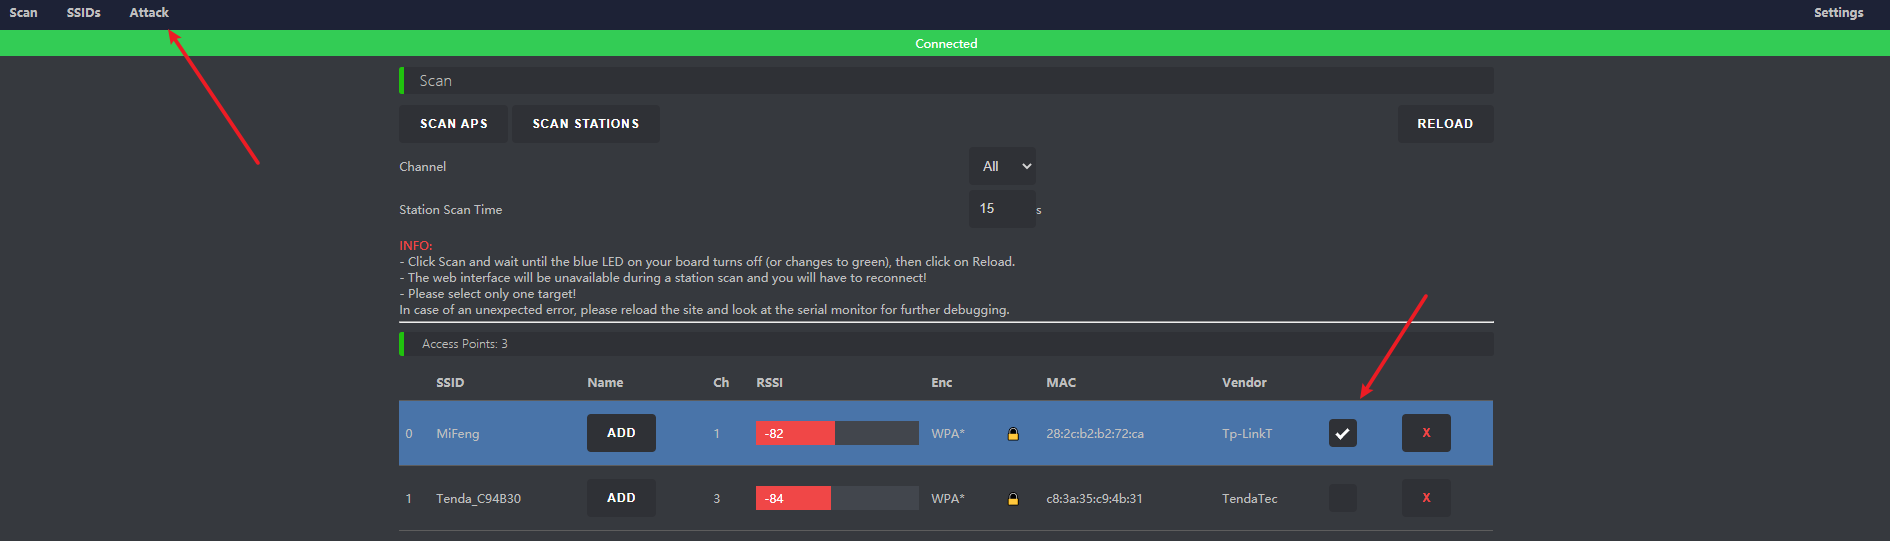 Scan SSIDs Attack Settings
Connected
Scan
SCAN APS SCAN STATIONS RELOAD
Channel All
Station Scan Time 15 s
INFO:
- Click Scan and wait until the blue LED on your board turns off (or changes to green), then click on Reload.
- The web interface will be unavailable during a station scan and you will have to reconnect!
- Please select only one target!
In case of an unexpected error, please reload the site and look at the serial monitor for further debugging.
Access Points: 3
SSID Name Ch RSSI Enc MAC Vendor
0 MiFeng ADD 1 -82 WPA* 28:2c:b2:b2:72:ca Tp-LinkT X
1 Tenda_C94B30 ADD 3 -84 WPA* c8:3a:35:c9:4b:31 TendaTec X